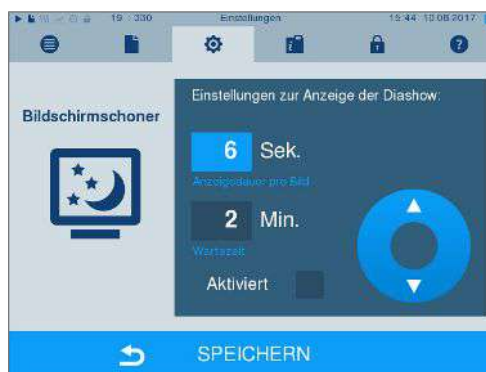 19 : 330 Einstellungen 15:44 10.08.2017
Bildschirmschoner
Einstellungen zur Anzeige der Diashow:
6 Sek.
Anzeigedauer pro Bild
2 Min.
Wartezeit
Aktiviert
SPEICHERN